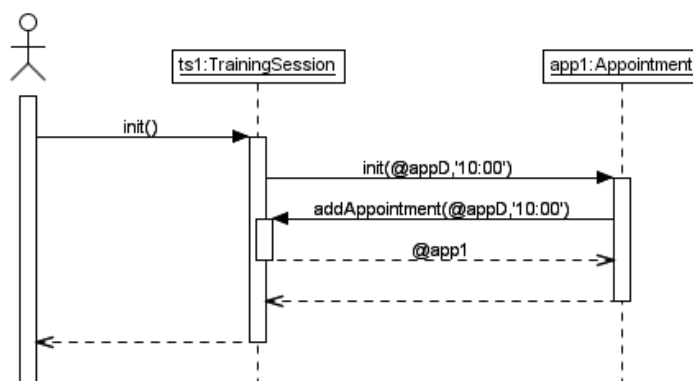 ts1:TrainingSession
app1:Appointment
init()
init(@appD,'10:00')
addAppointment(@appD,'10:00')
@app1